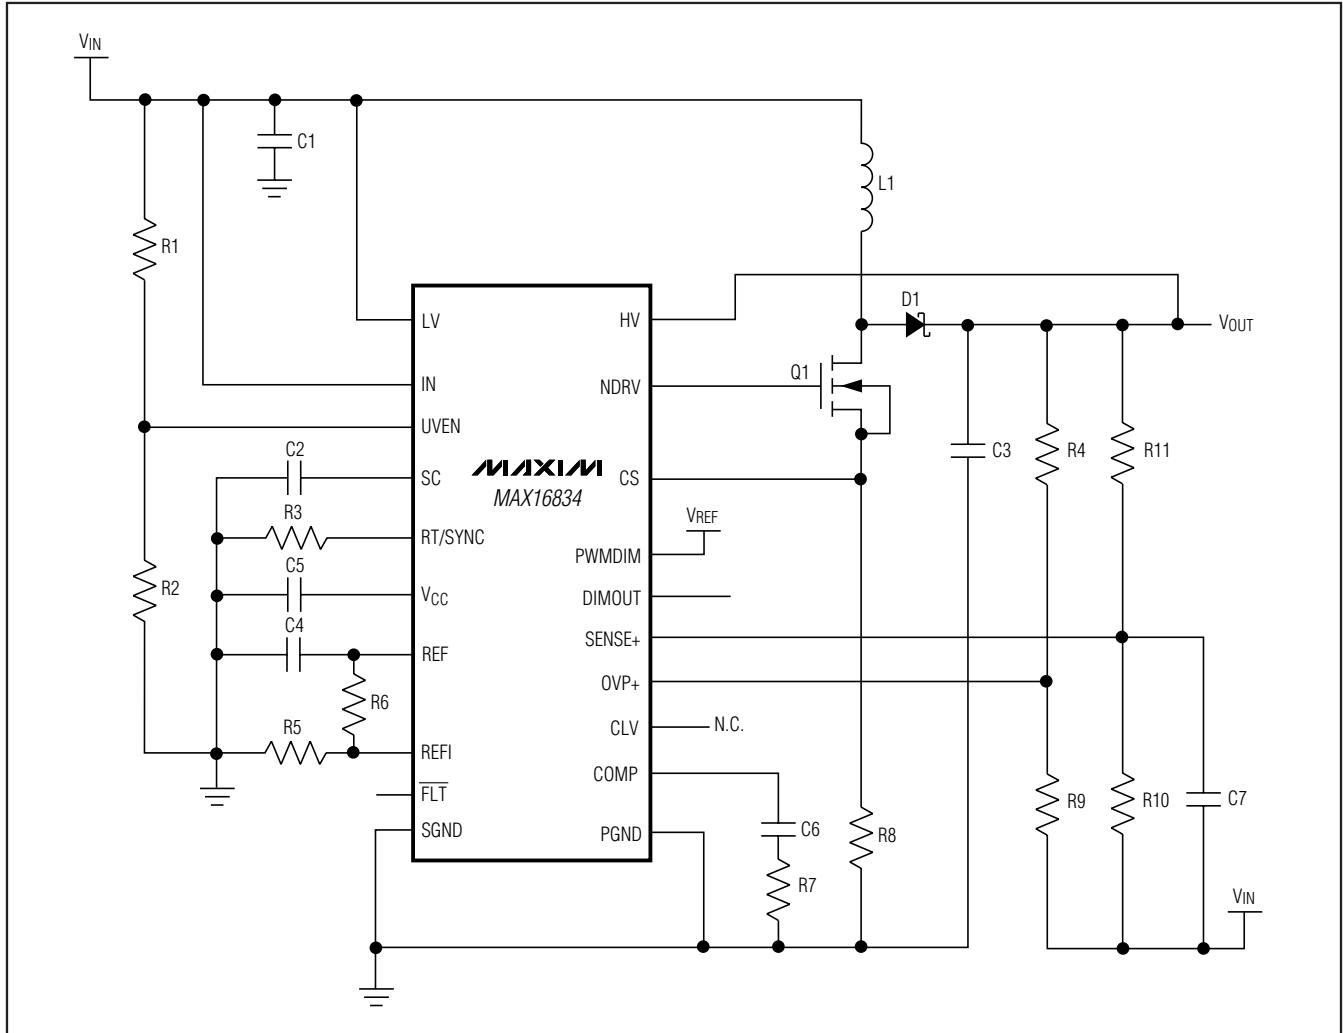 VIN
C1
L1
R1
D1
LV
HV
VOUT
Q1
IN
NDRV
UVEN
C2
MAXIM
C3
R4
R11
SC
CS
MAX16834
R3
VREF
RT/SYNC
PWMDIM
C5
R2
VCC
DIMOUT
C4
SENSE+
REF
OVP+
R6
R5
CLV
N.C.
REFI
COMP
FLT
R9
R10
C7
SGND
PGND
C6
R8
R7
VIN